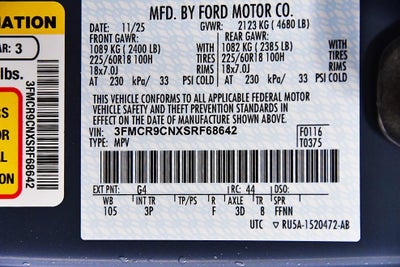 MFD. BY FORD MOTOR CO.
DATE: 11/25 GVWR: 2123 KG ( 4680 LB)
FRONT GAWR: REAR GAWR:
1089 KG ( 2400 LB) 1082 KG ( 2385 LB)
225/60R18 100H TIRES 225/60R18 100H TIRES
18x7.0J RIMS 18x7.0J RIMS
AT 230 kPa/ 33 PSI COLD AT 230 kPa/ 33 PSI COLD
THIS VEHICLE CONFORMS TO ALL APPLICABLE FEDERAL MOTOR
VEHICLE SAFETY AND THEFT PREVENTION STANDARDS IN
EFFECT ON THE DATE OF MANUFACTURE SHOWN ABOVE.
VIN: 3FMCR9CNXSRF68642 F0116
TYPE: MPV T0375
EXT PNT: G4 RC: 44 DSO:
WB INT TR TP/PS R AXLE TR SPR
105 3P F 3D 8 FFNN
UTC ▽ RU5A-1520472-AB
AR: 3
lbs.
3FMCR9CNXSRF68642